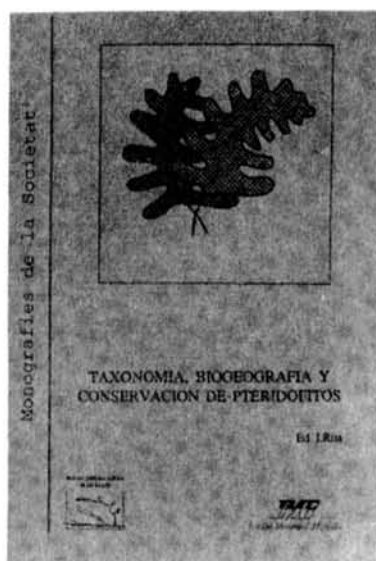 Monografies de la Societat
TAXONOMIA, BIOGEOGRAFIA Y
CONSERVACION DE PTERIDOFITOS
Ed. J.Rita